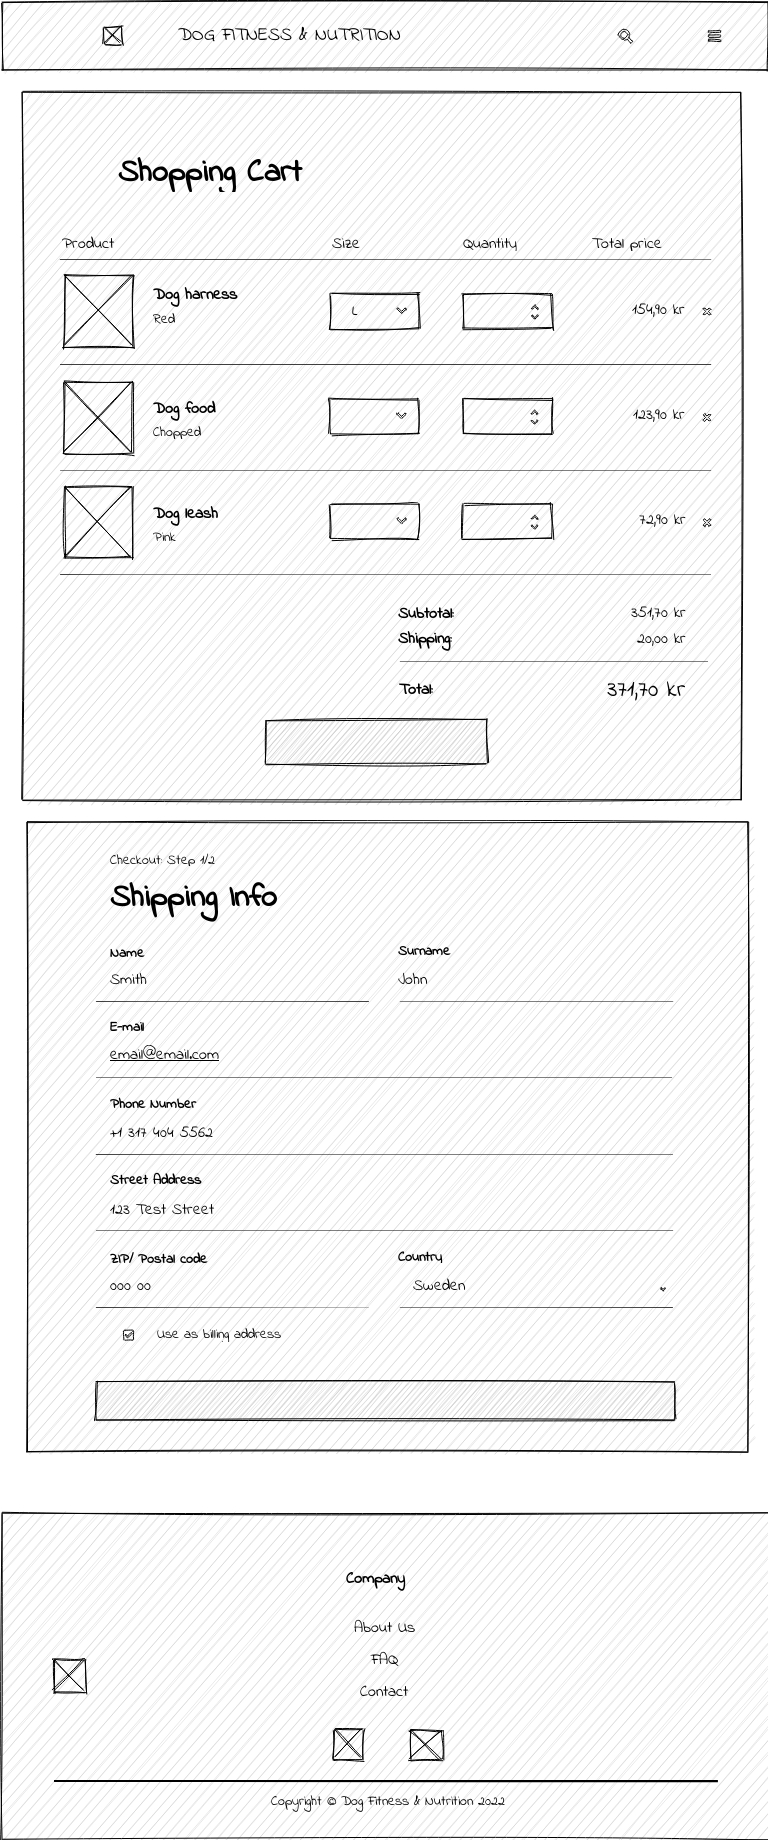 DOG FITNESS & NUTRITION
Shopping Cart
Product Size Quantity Total price
Dog harness
Red
L
154,90 kr
Dog food
Chopped
123,90 kr
Dog leash
Pink
72,90 kr
Subtotal: 351,70 kr
Shipping: 20,00 kr
Total: 371,70 kr
Checkout: Step 1/2
Shipping Info
Name Surname
Smith John
E-mail
email@email.com
Phone Number
+1 317 404 5562
Street Address
123 Test Street
ZIP/ Postal code Country
000 00 Sweden
Use as billing address
Company
About Us
FAQ
Contact
Copyright © Dog Fitness & Nutrition 2022